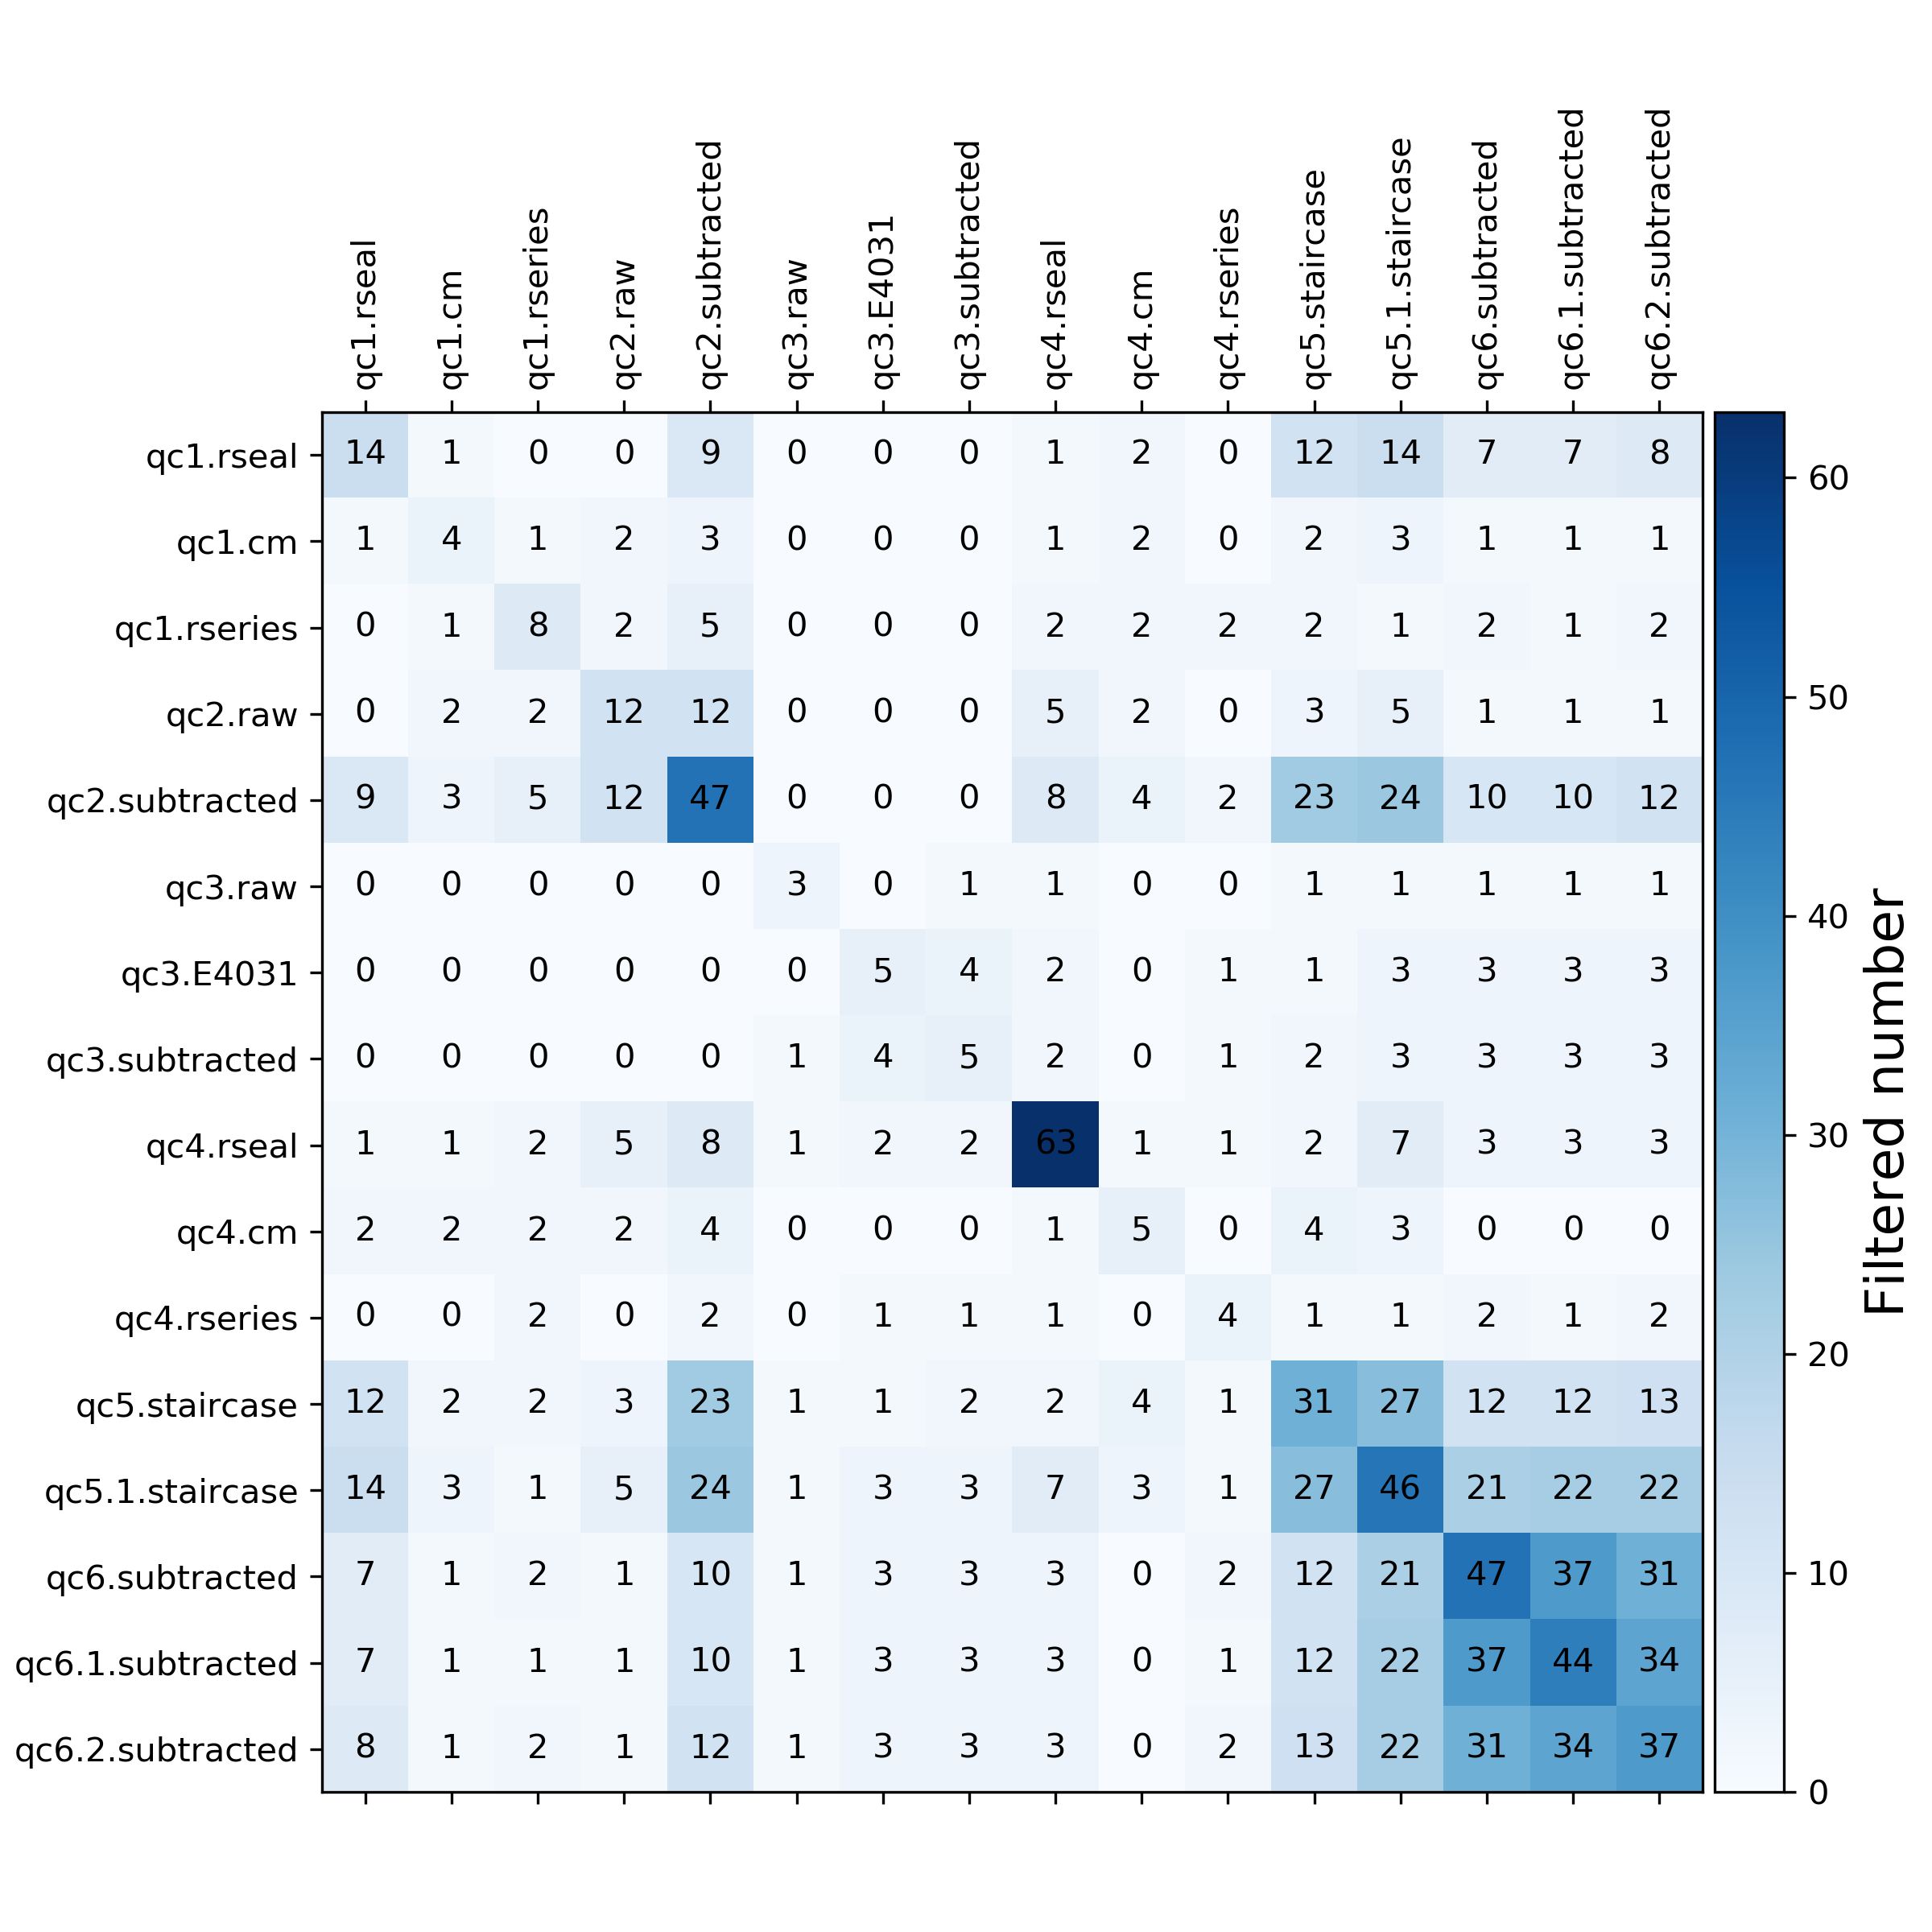 qc1.rseal qc1.cm qc1.rseries qc2.raw qc2.subtracted qc3.raw qc3.E4031 qc3.subtracted qc4.rseal qc4.cm qc4.rseries qc5.staircase qc5.1.staircase qc6.subtracted qc6.1.subtracted qc6.2.subtracted
qc1.rseal 14 1 0 0 9 0 0 0 1 2 0 12 14 7 7 8
qc1.cm 1 4 1 2 3 0 0 0 1 2 0 2 3 1 1 1
qc1.rseries 0 1 8 2 5 0 0 0 2 2 2 2 1 2 1 2
qc2.raw 0 2 2 12 12 0 0 0 5 2 0 3 5 1 1 1
qc2.subtracted 9 3 5 12 47 0 0 0 8 4 2 23 24 10 10 12
qc3.raw 0 0 0 0 0 3 0 1 1 0 0 1 1 1 1 1
qc3.E4031 0 0 0 0 0 0 5 4 2 0 1 1 3 3 3 3
qc3.subtracted 0 0 0 0 0 1 4 5 2 0 1 2 3 3 3 3
qc4.rseal 1 1 2 5 8 1 2 2 63 1 1 2 7 3 3 3
qc4.cm 2 2 2 2 4 0 0 0 1 5 0 4 3 0 0 0
qc4.rseries 0 0 2 0 2 0 1 1 1 0 4 1 1 2 1 2
qc5.staircase 12 2 2 3 23 1 1 2 2 4 1 31 27 12 12 13
qc5.1.staircase 14 3 1 5 24 1 3 3 7 3 1 27 46 21 22 22
qc6.subtracted 7 1 2 1 10 1 3 3 3 0 2 12 21 47 37 31
qc6.1.subtracted 7 1 1 1 10 1 3 3 3 0 1 12 22 37 44 34
qc6.2.subtracted 8 1 2 1 12 1 3 3 3 0 2 13 22 31 34 37
60
50
40
30
20
10
0
Filtered number